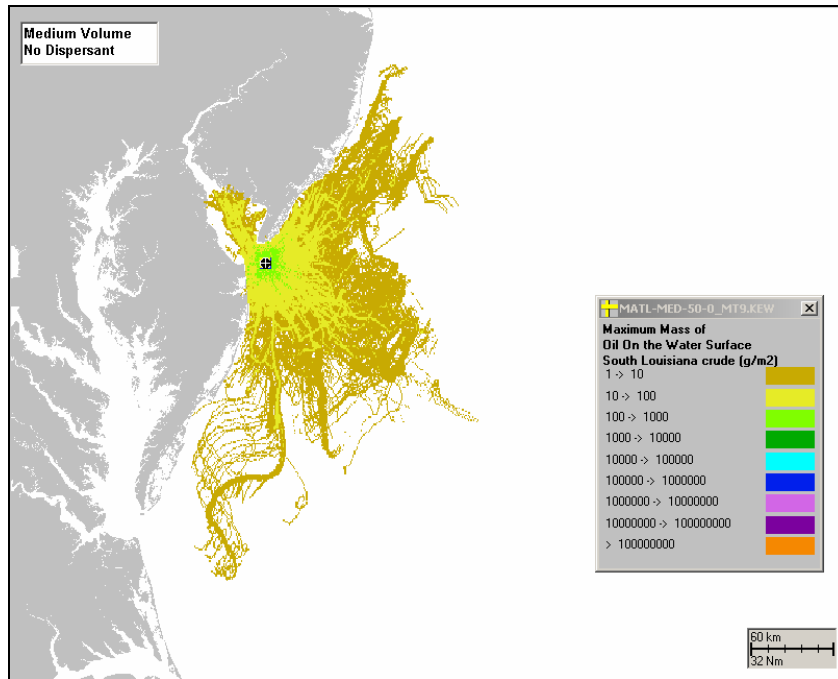 Medium Volume
No Dispersant
MATL-MED-50-0_MT9.KEW
Maximum Mass of
Oil On the Water Surface
South Louisiana crude (g/m2)
1 -> 10
10 -> 100
100 -> 1000
1000 -> 10000
10000 -> 100000
100000 -> 1000000
1000000 -> 10000000
10000000 -> 100000000
> 100000000
60 km
32 Nm